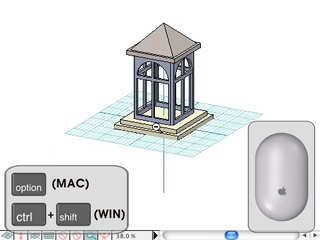 option (MAC)
ctrl + shift (WIN)
38.0 %